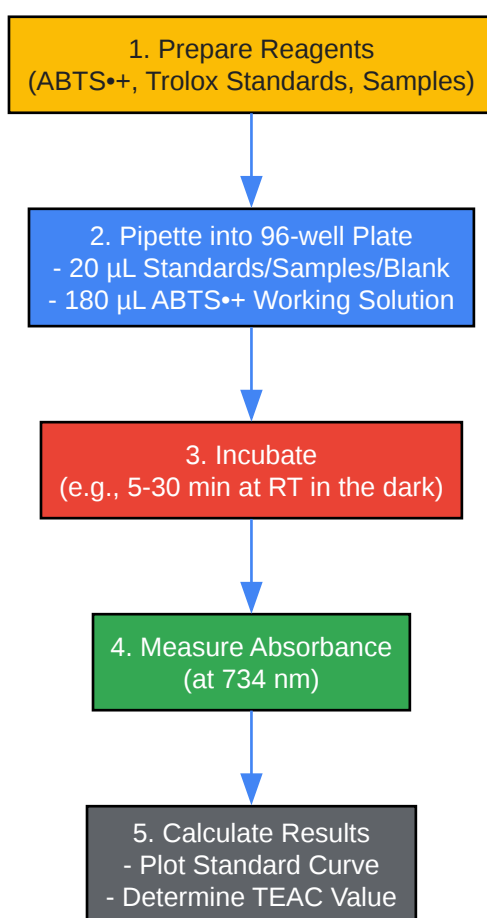 1. Prepare Reagents
(ABTS•+, Trolox Standards, Samples)
2. Pipette into 96-well Plate
- 20 µL Standards/Samples/Blank
- 180 µL ABTS•+ Working Solution
3. Incubate
(e.g., 5-30 min at RT in the dark)
4. Measure Absorbance
(at 734 nm)
5. Calculate Results
- Plot Standard Curve
- Determine TEAC Value